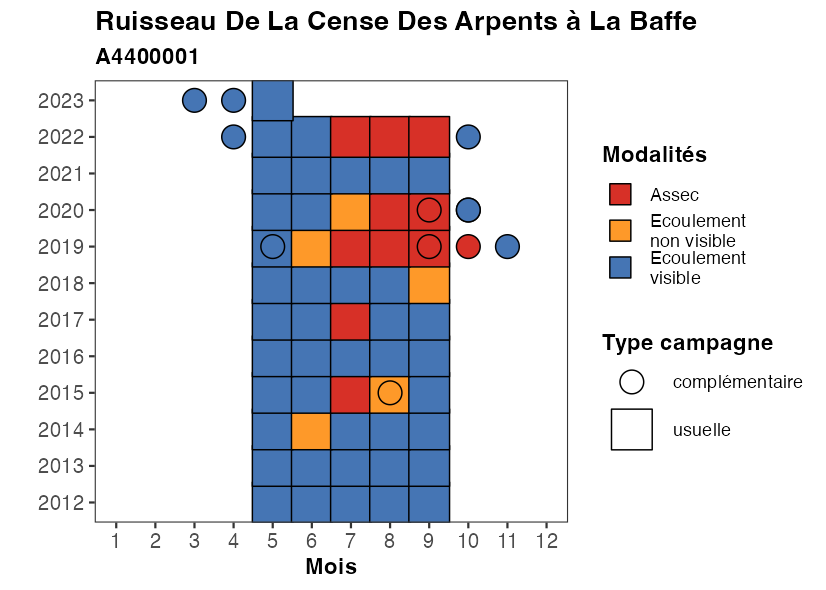 Ruisseau De La Cense Des Arpents à La Baffe
A4400001
2023
2022
2021
2020
2019
2018
2017
2016
2015
2014
2013
2012
1 2 3 4 5 6 7 8 9 10 11 12
Mois
Modalités
Assec
Ecoulement
non visible
Ecoulement
visible
Type campagne
complémentaire
usuelle